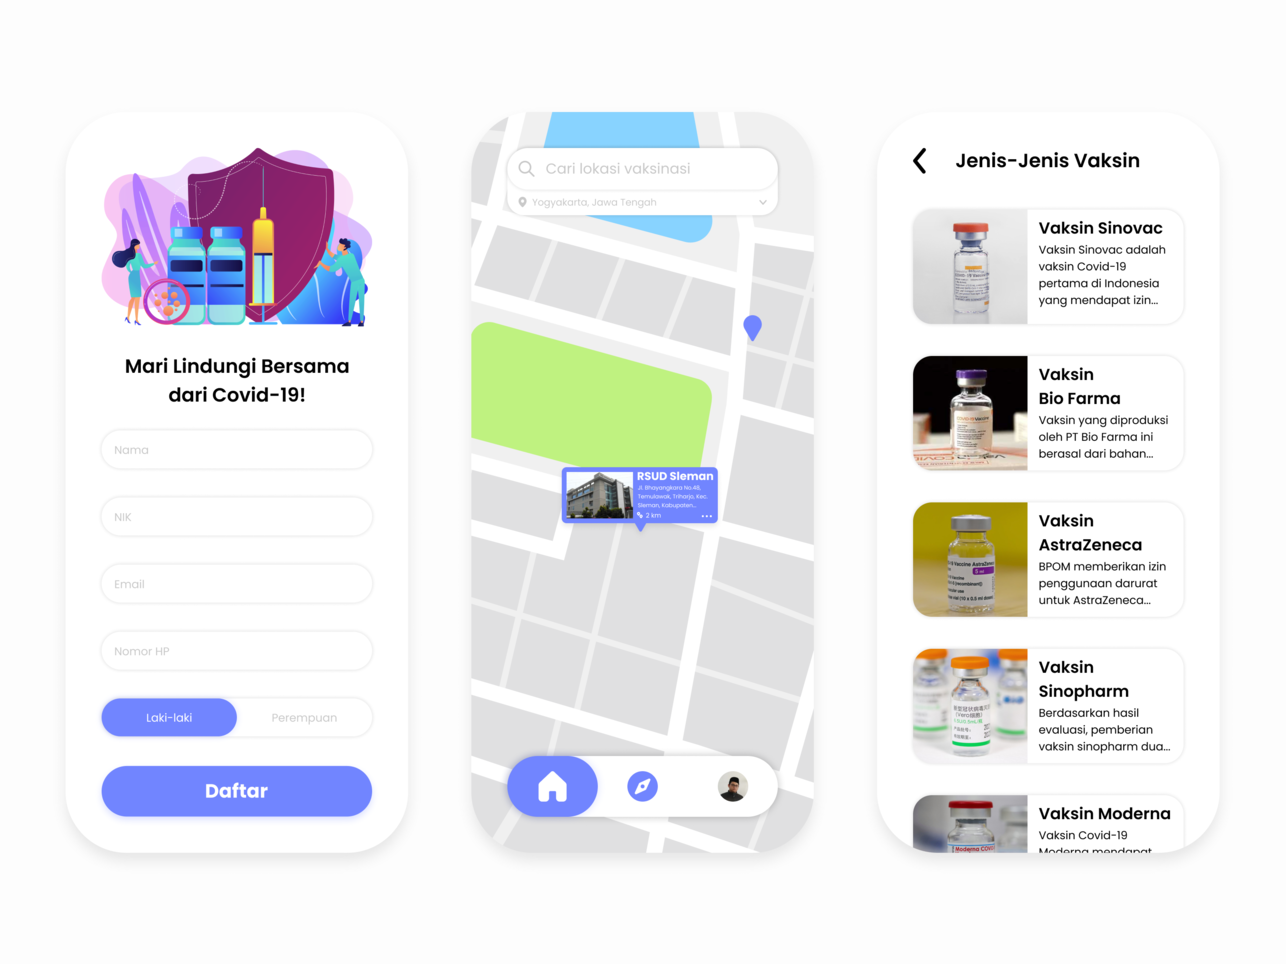 Mari Lindungi Bersama
dari Covid-19!
Nama
NIK
Email
Nomor HP
Laki-laki
Perempuan
Daftar
Cari lokasi vaksinasi
Yogyakarta, Jawa Tengah
RSUD Sleman
Jl. Bhayangkara No.48,
Temulawak, Triharjo, Kec.
Sleman, Kabupaten...
2 km
Jenis-Jenis Vaksin
Vaksin Sinovac
Vaksin Sinovac adalah
vaksin Covid-19
pertama di Indonesia
yang mendapat izin...
Vaksin
Bio Farma
Vaksin yang diproduksi
oleh PT Bio Farma ini
berasal dari bahan...
Vaksin
AstraZeneca
BPOM memberikan izin
penggunaan darurat
untuk AstraZeneca...
Vaksin
Sinopharm
Berdasarkan hasil
evaluasi, pemberian
vaksin sinopharm dua...
Vaksin Moderna
Vaksin Covid-19
Moderna mendapat